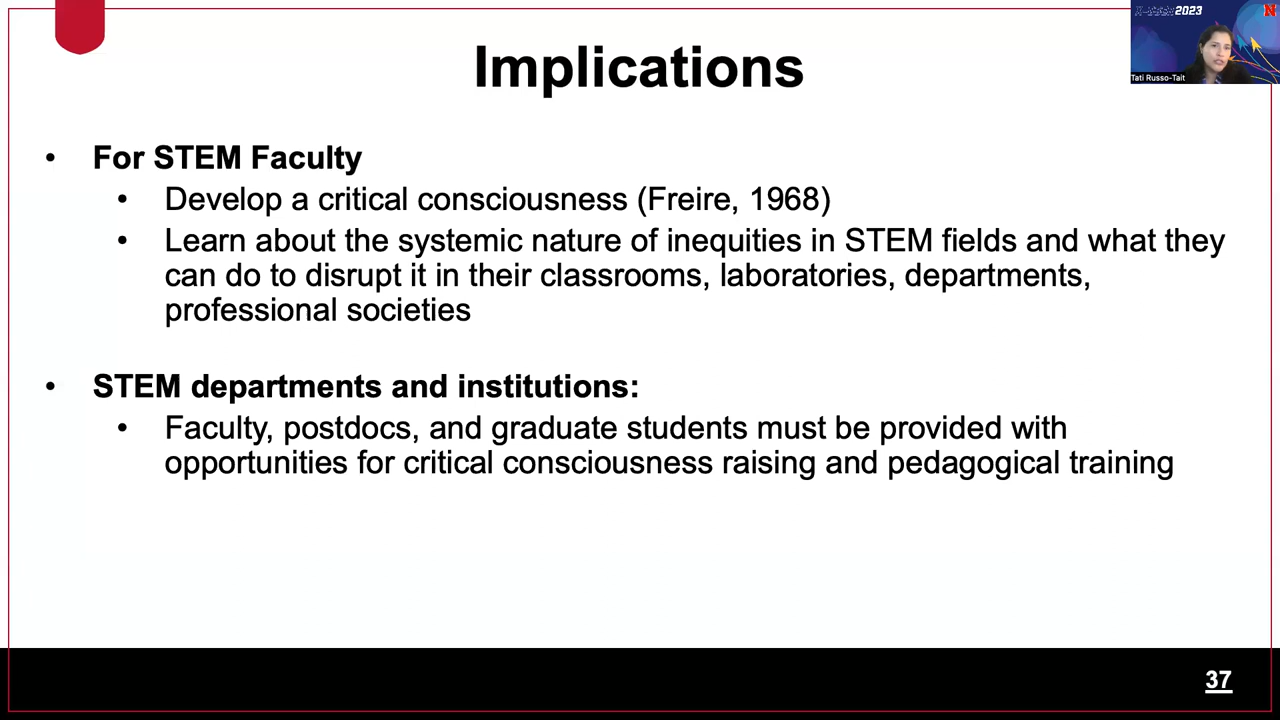 2023
N
Tati Russo-Tait
Implications
• For STEM Faculty
• Develop a critical consciousness (Freire, 1968)
• Learn about the systemic nature of inequities in STEM fields and what they
can do to disrupt it in their classrooms, laboratories, departments,
professional societies
• STEM departments and institutions:
• Faculty, postdocs, and graduate students must be provided with
opportunities for critical consciousness raising and pedagogical training
37